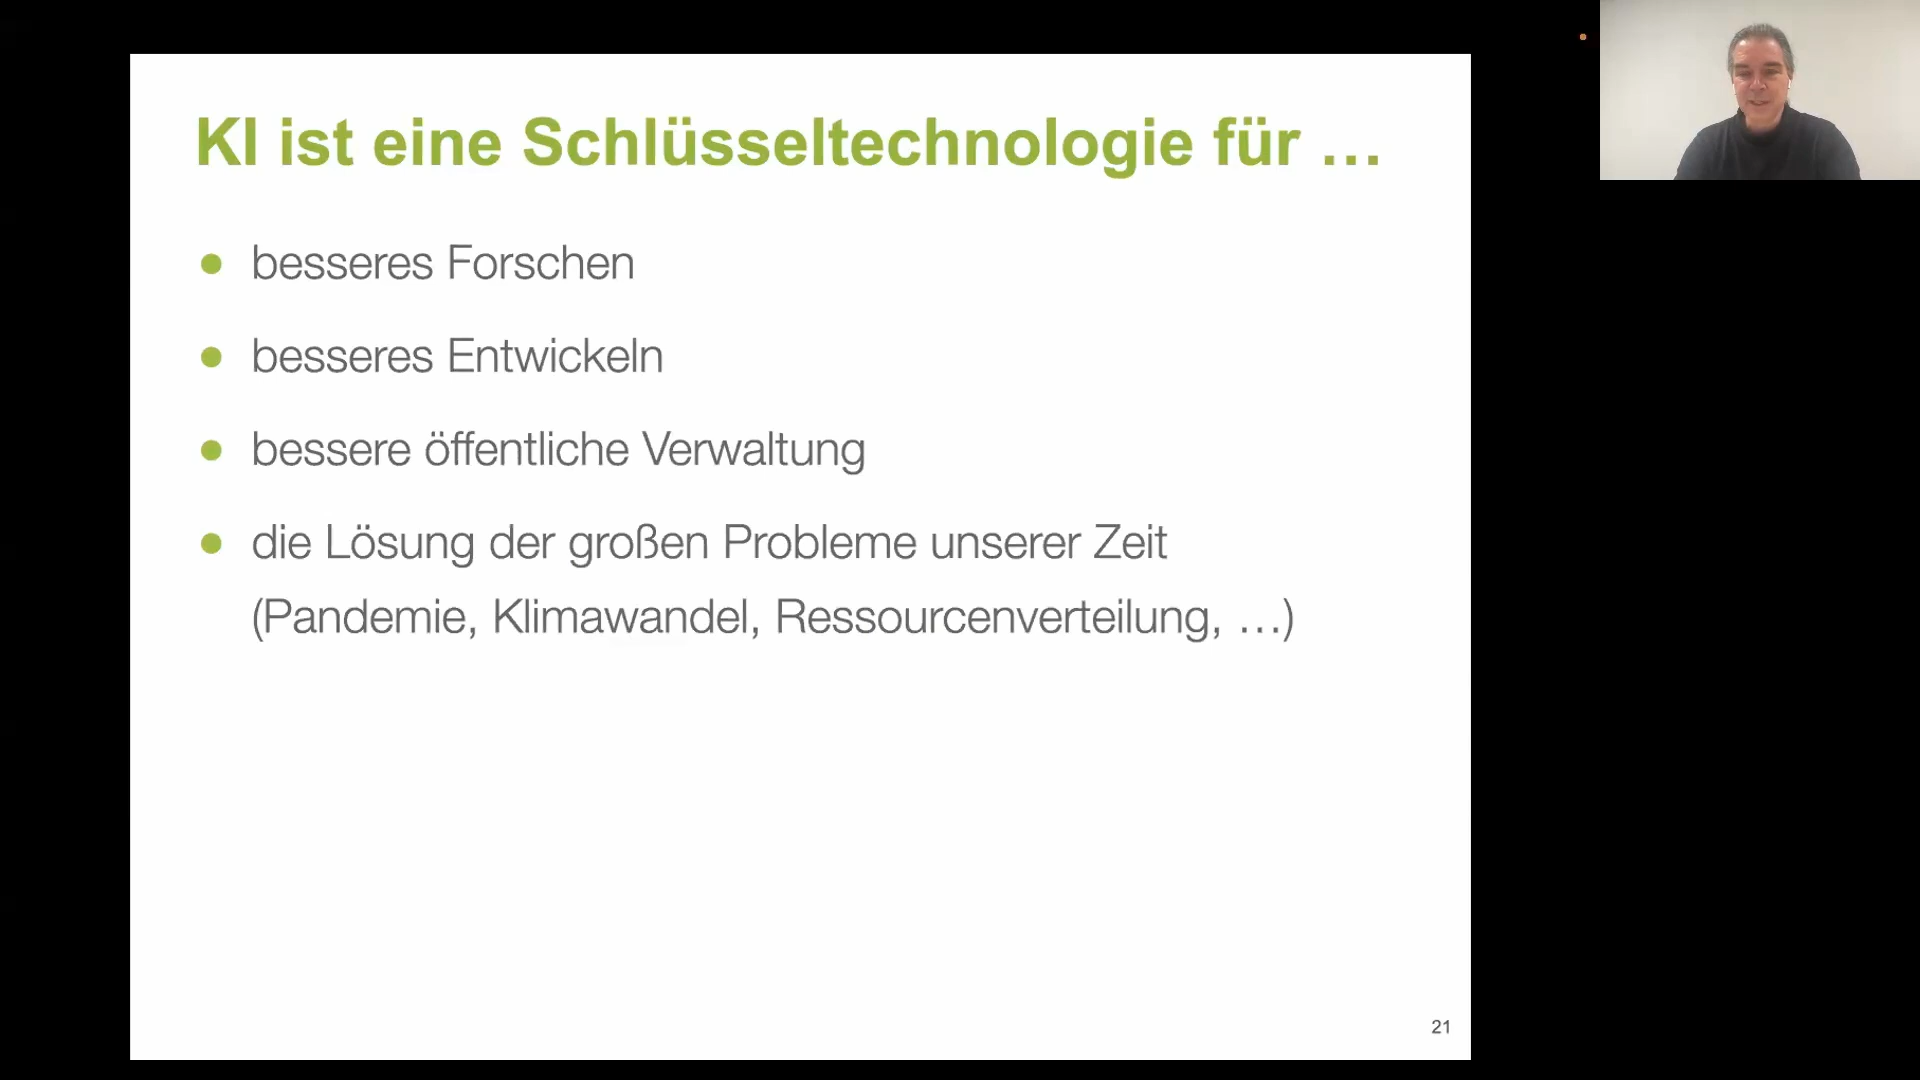 KI ist eine Schlüsseltechnologie für …
● besseres Forschen
● besseres Entwickeln
● bessere öffentliche Verwaltung
● die Lösung der großen Probleme unserer Zeit
(Pandemie, Klimawandel, Ressourcenverteilung, …)
21